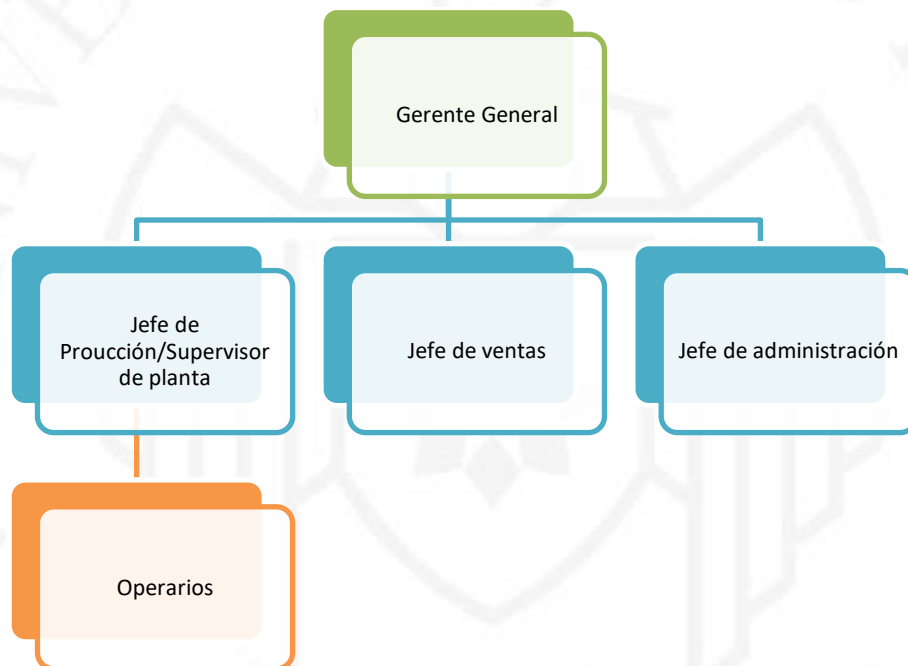 Gerente General
Jefe de
Proucción/Supervisor
de planta
Jefe de ventas
Jefe de administración
Operarios